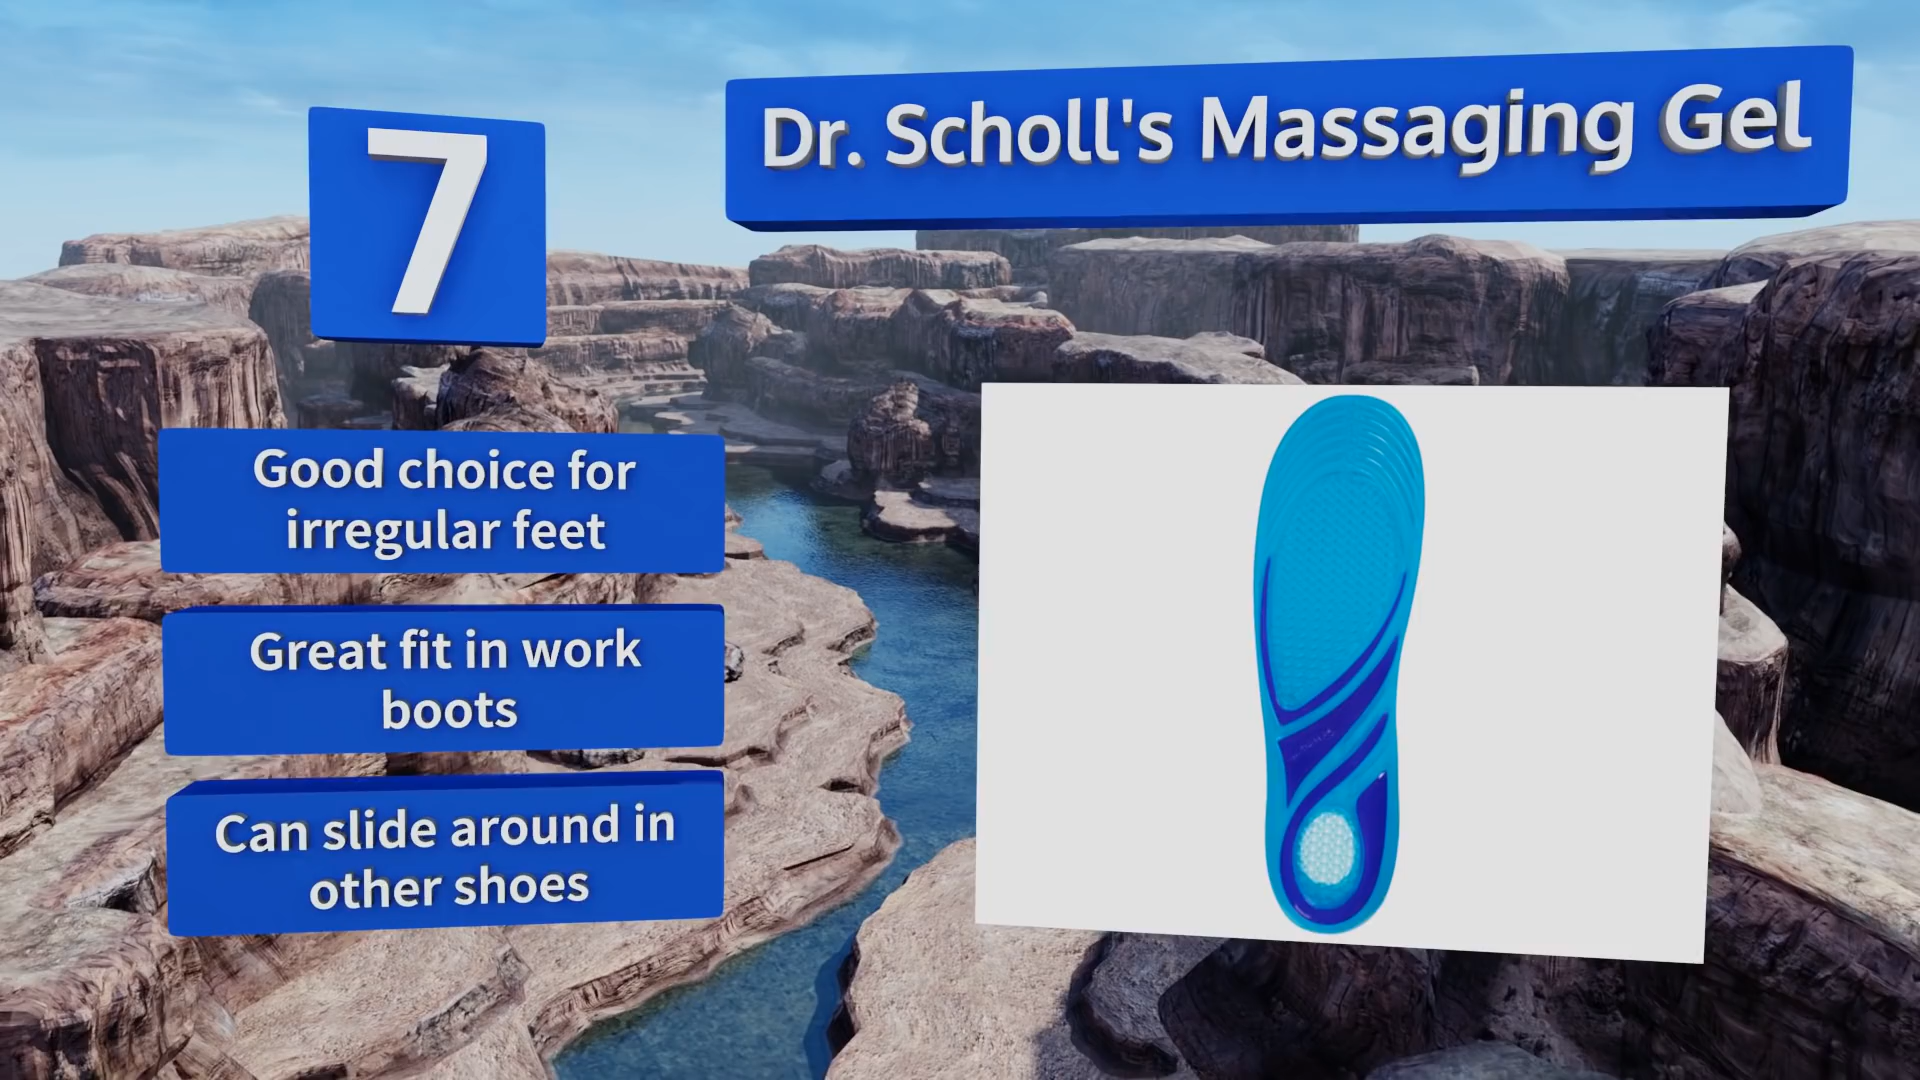 7
Dr. Scholl's Massaging Gel
Good choice for
irregular feet
Great fit in work
boots
Can slide around in
other shoes